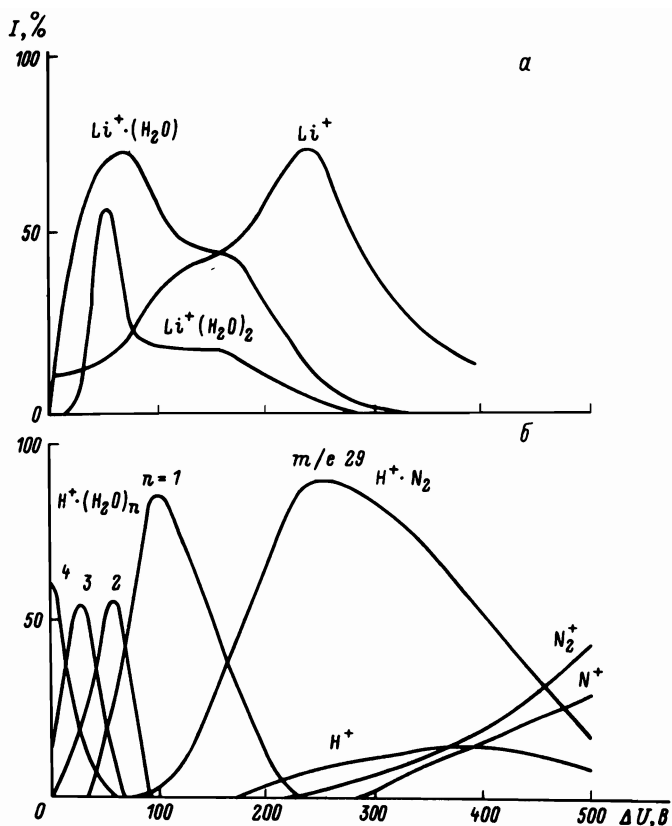 I,%
100
а
Li⁺·(H₂O)
Li⁺
50
Li⁺(H₂O)₂
0
100
б
n=1
m/e 29
H⁺·(H₂O)ₙ
H⁺·N₂
4
3
2
50
N₂⁺
N⁺
H⁺
0
100
200
300
400
500
ΔU,В